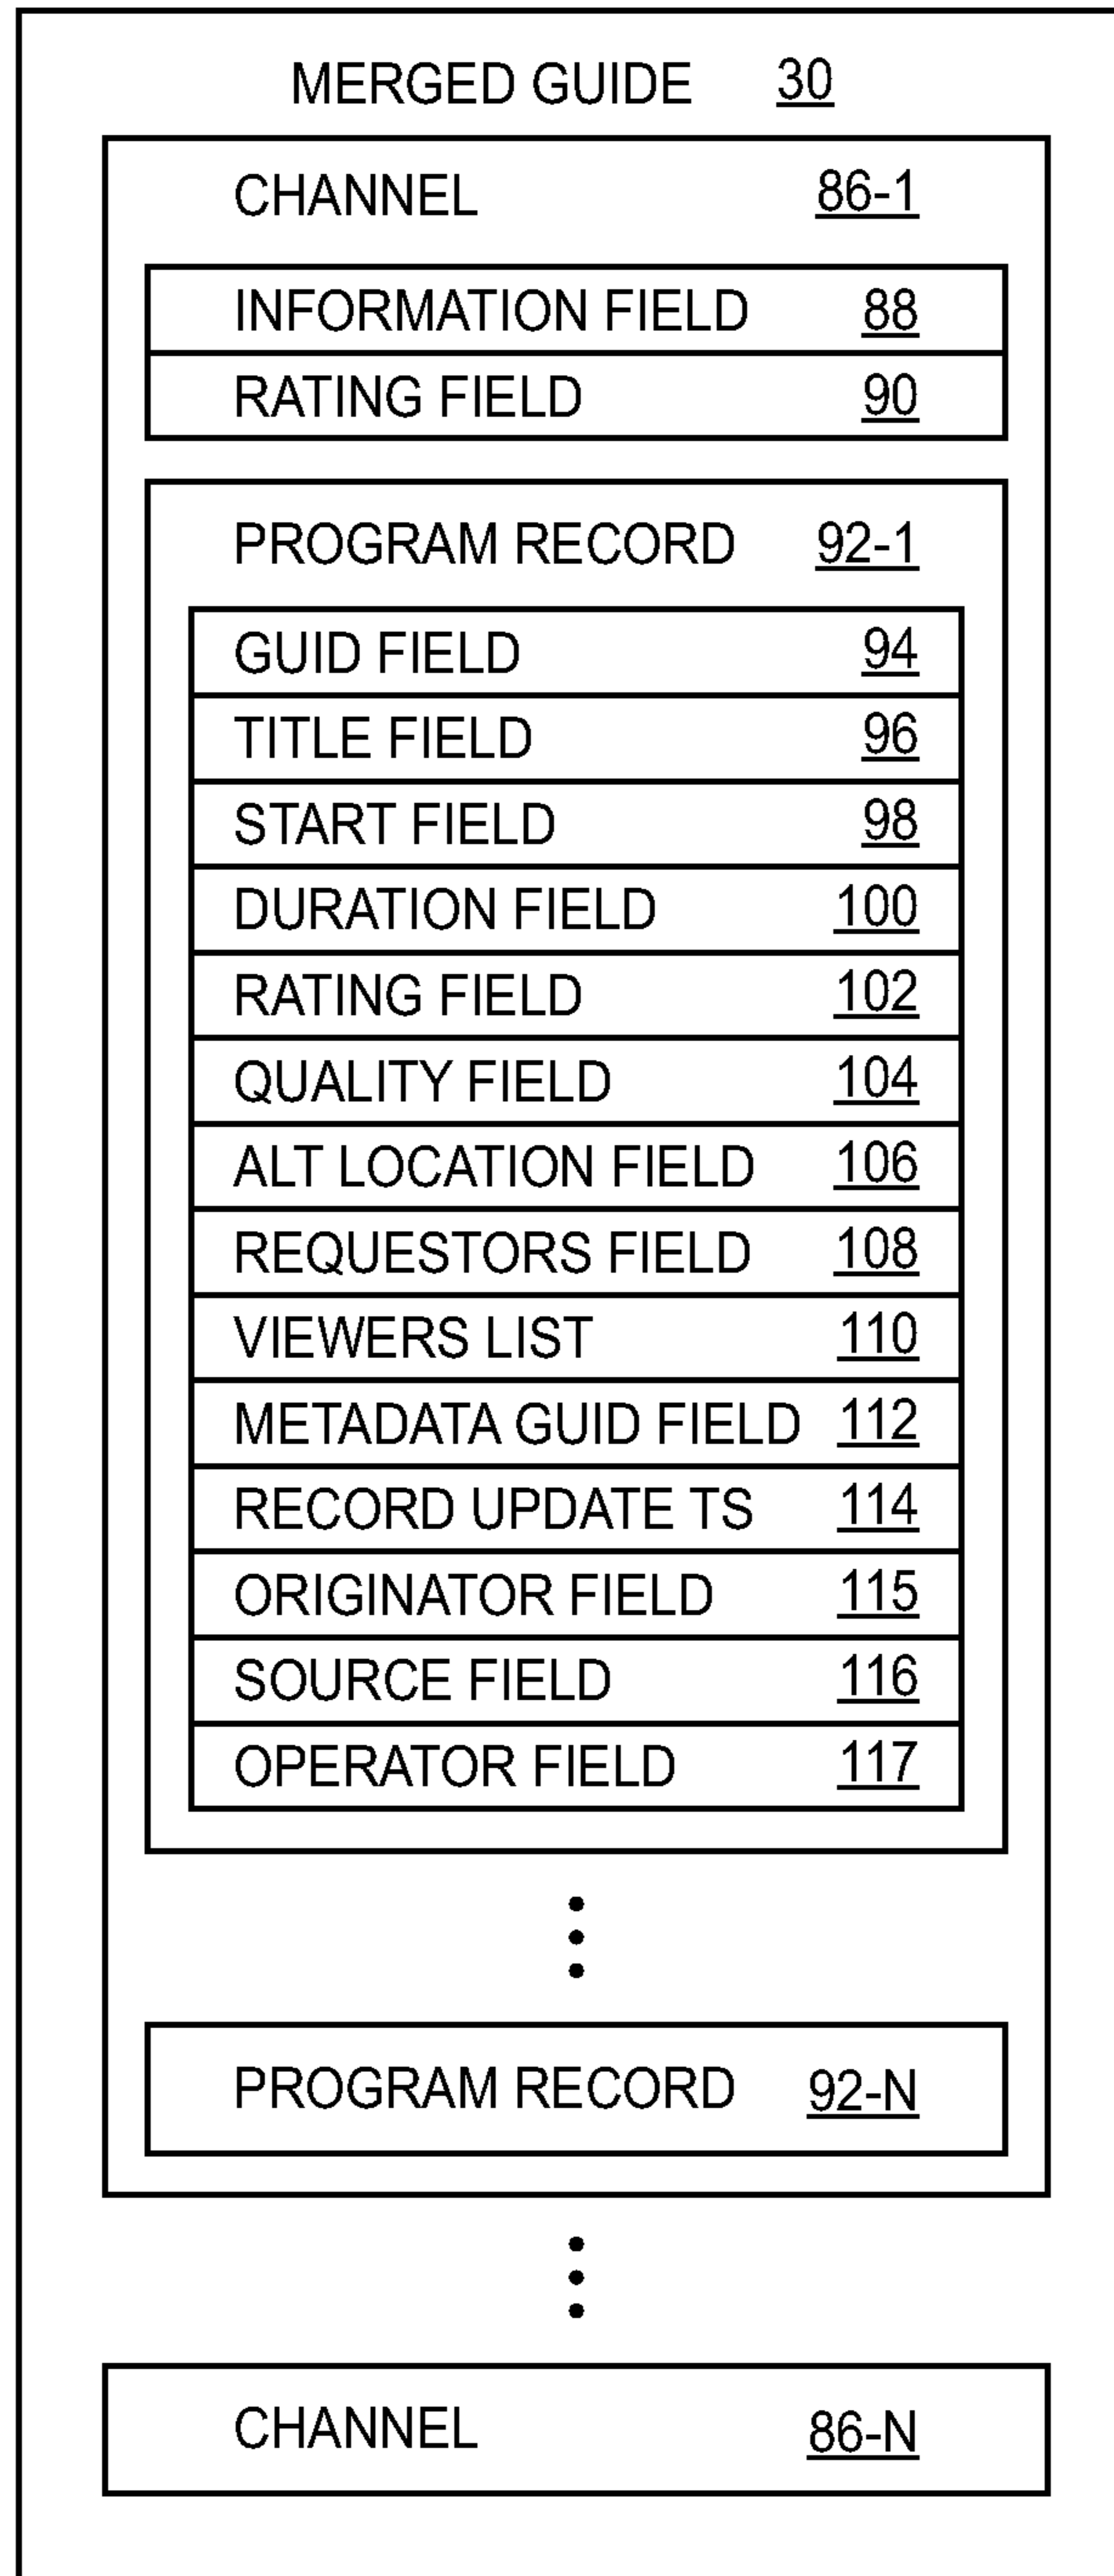 MERGED GUIDE 30
CHANNEL 86-1
INFORMATION FIELD 88
RATING FIELD 90
PROGRAM RECORD 92-1
GUID FIELD 94
TITLE FIELD 96
START FIELD 98
DURATION FIELD 100
RATING FIELD 102
QUALITY FIELD 104
ALT LOCATION FIELD 106
REQUESTORS FIELD 108
VIEWERS LIST 110
METADATA GUID FIELD 112
RECORD UPDATE TS 114
ORIGINATOR FIELD 115
SOURCE FIELD 116
OPERATOR FIELD 117
PROGRAM RECORD 92-N
CHANNEL 86-N